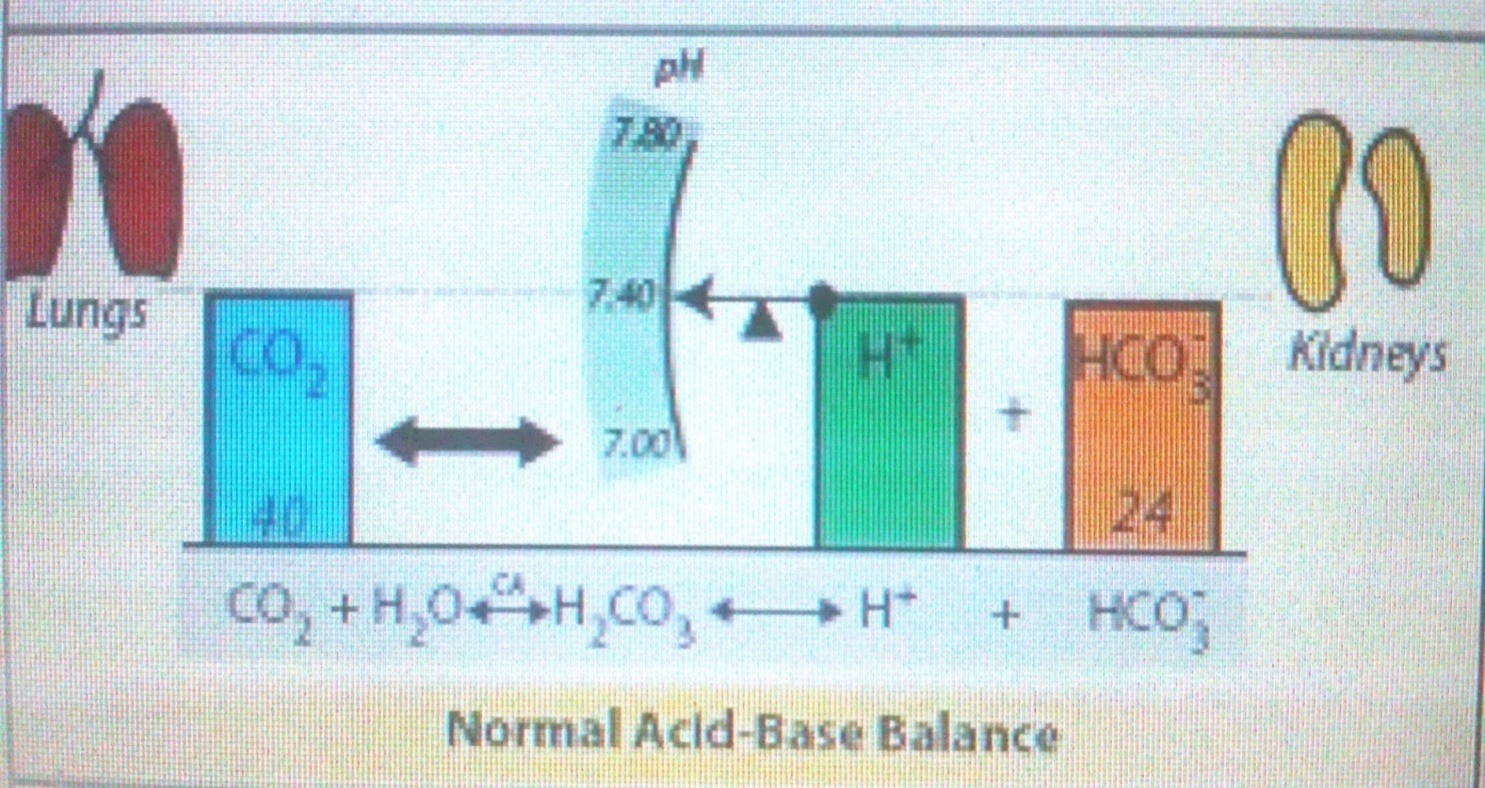 pH
7.80
7.40
7.00
Lungs
CO₂
40
H⁺
+
HCO₃⁻
24
Kidneys
CO₂ + H₂O ⟷ CA H₂CO₃ ⟷ H⁺ + HCO₃⁻
Normal Acid-Base Balance